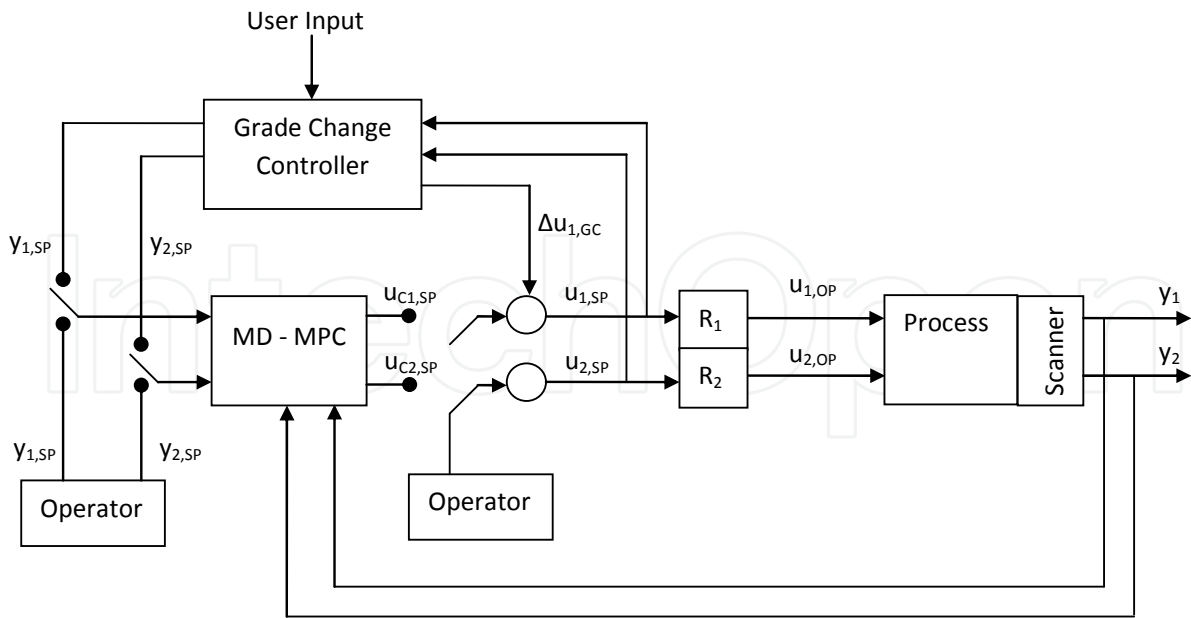 User Input
Grade Change
Controller
Δu1,GC
y1,SP
y2,SP
uC1,SP
u1,SP
u1,OP
y1
MD - MPC
R1
Process
Scanner
uC2,SP
u2,SP
R2
u2,OP
y2
y1,SP
y2,SP
Operator
Operator
IntechOpen